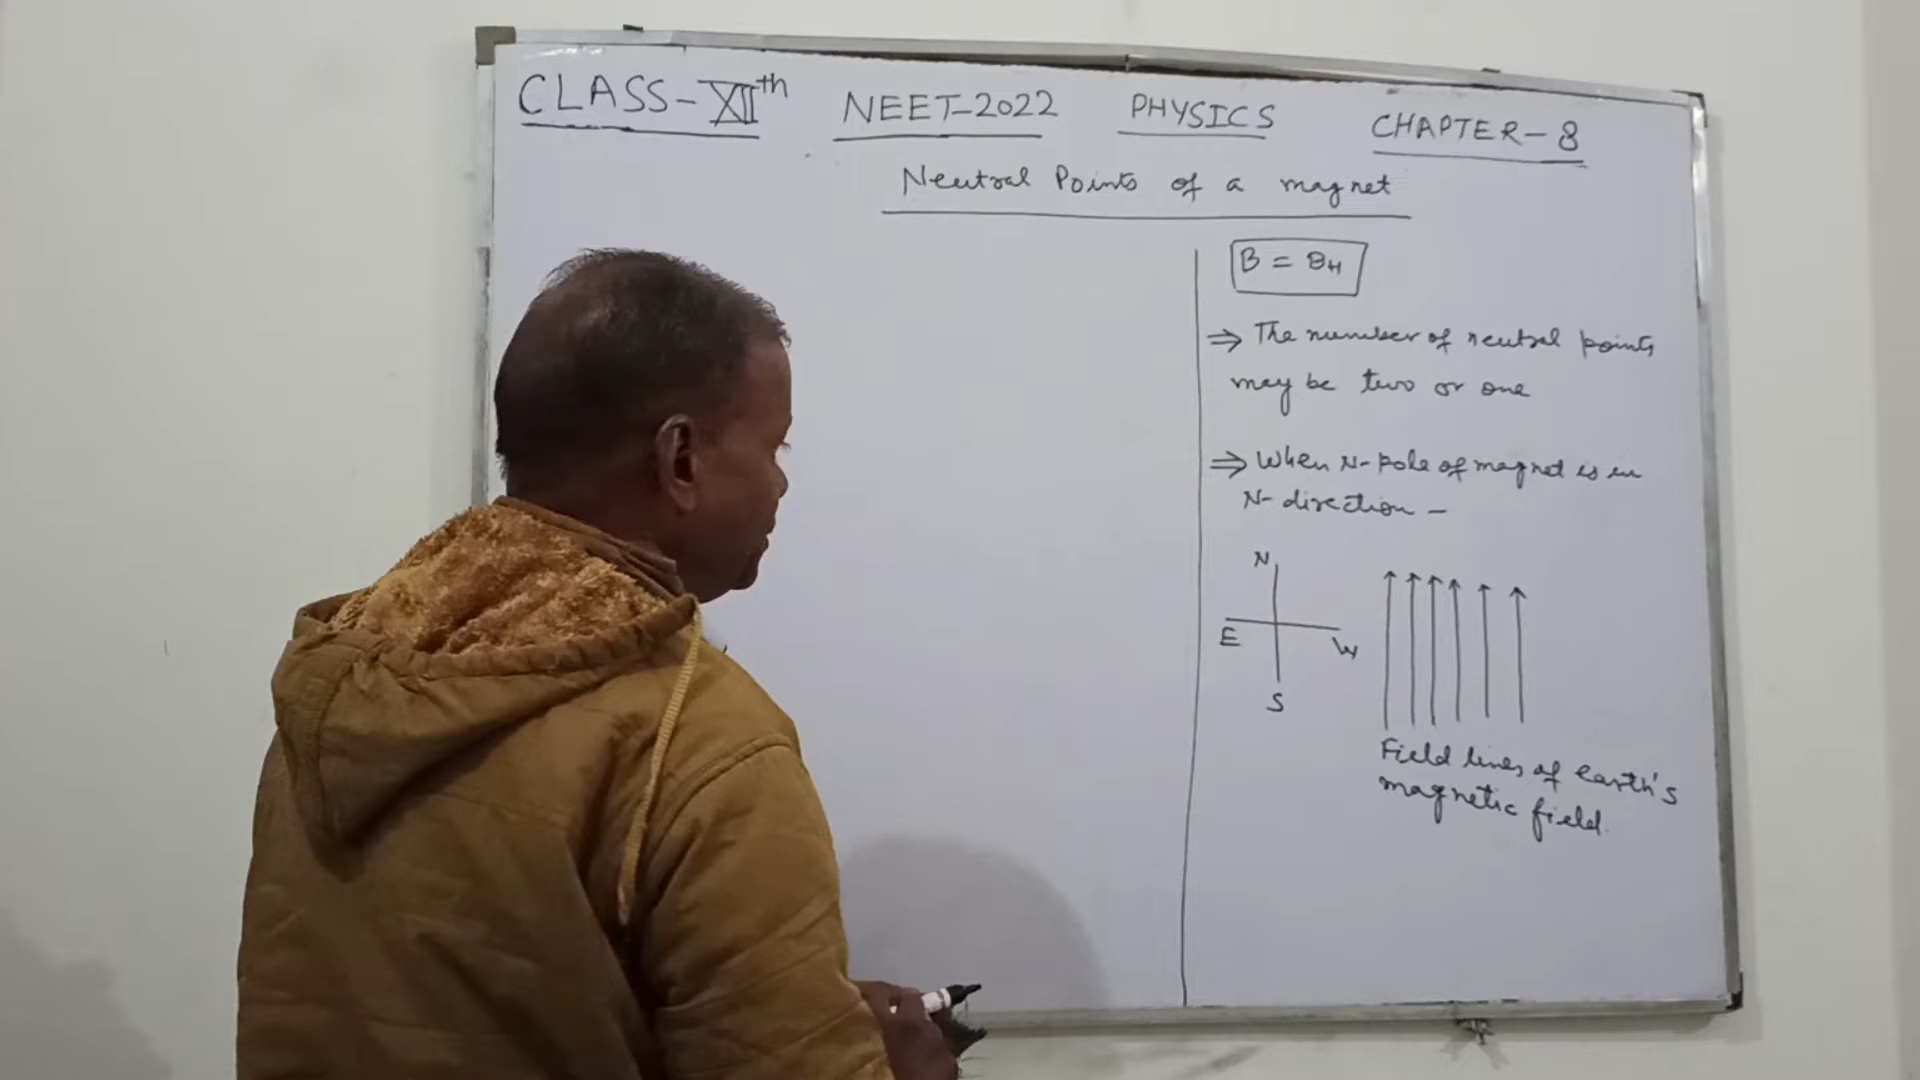 CLASS-XIIth NEET-2022 PHYSICS CHAPTER-8
Neutral Points of a magnet
B = BH
⇒ The number of neutral points
may be two or one
⇒ When N-pole of magnet is in
N-direction -
N
E W
S
Field lines of earth's
magnetic field.